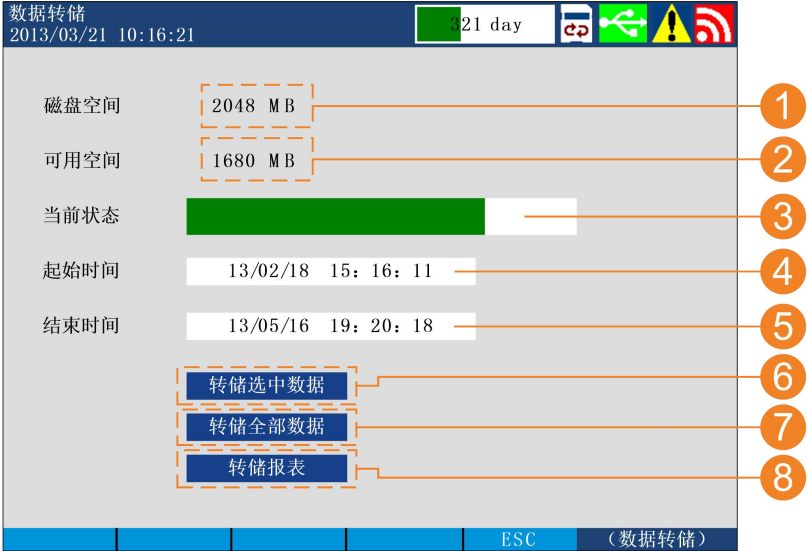 数据转储
2013/03/21 10:16:21
321 day
磁盘空间 2048 MB 1
可用空间 1680 MB 2
当前状态 3
起始时间 13/02/18 15: 16: 11 4
结束时间 13/05/16 19: 20: 18 5
转储选中数据 6
转储全部数据 7
转储报表 8
ESC (数据转储)